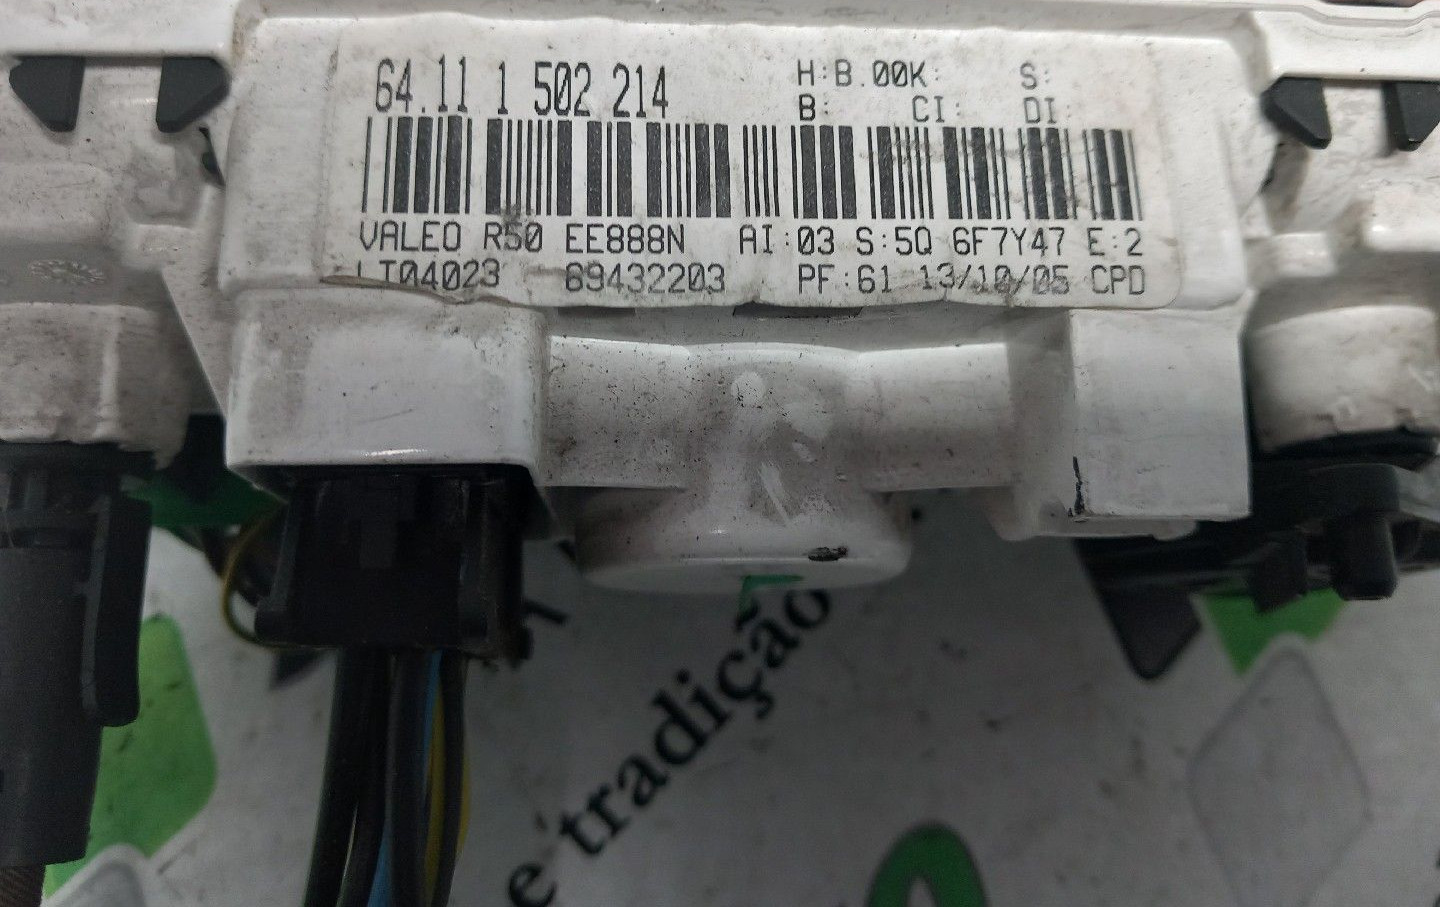 64.11 1 502 214
H:B.00K: S:
B: CI: DI:
VALEO R50 EE888N AI:03 S:5Q 6F7Y47 E:2
LT04023 69432203 PF:61 13/10/05 CPD
e tradição